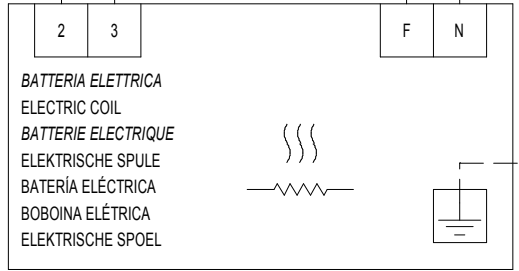 2 3 F N
BATTERIA ELETTRICA
ELECTRIC COIL
BATTERIE ELECTRIQUE
ELEKTRISCHE SPULE
BATERÍA ELÉCTRICA
BOBOINA ELÉTRICA
ELEKTRISCHE SPOEL